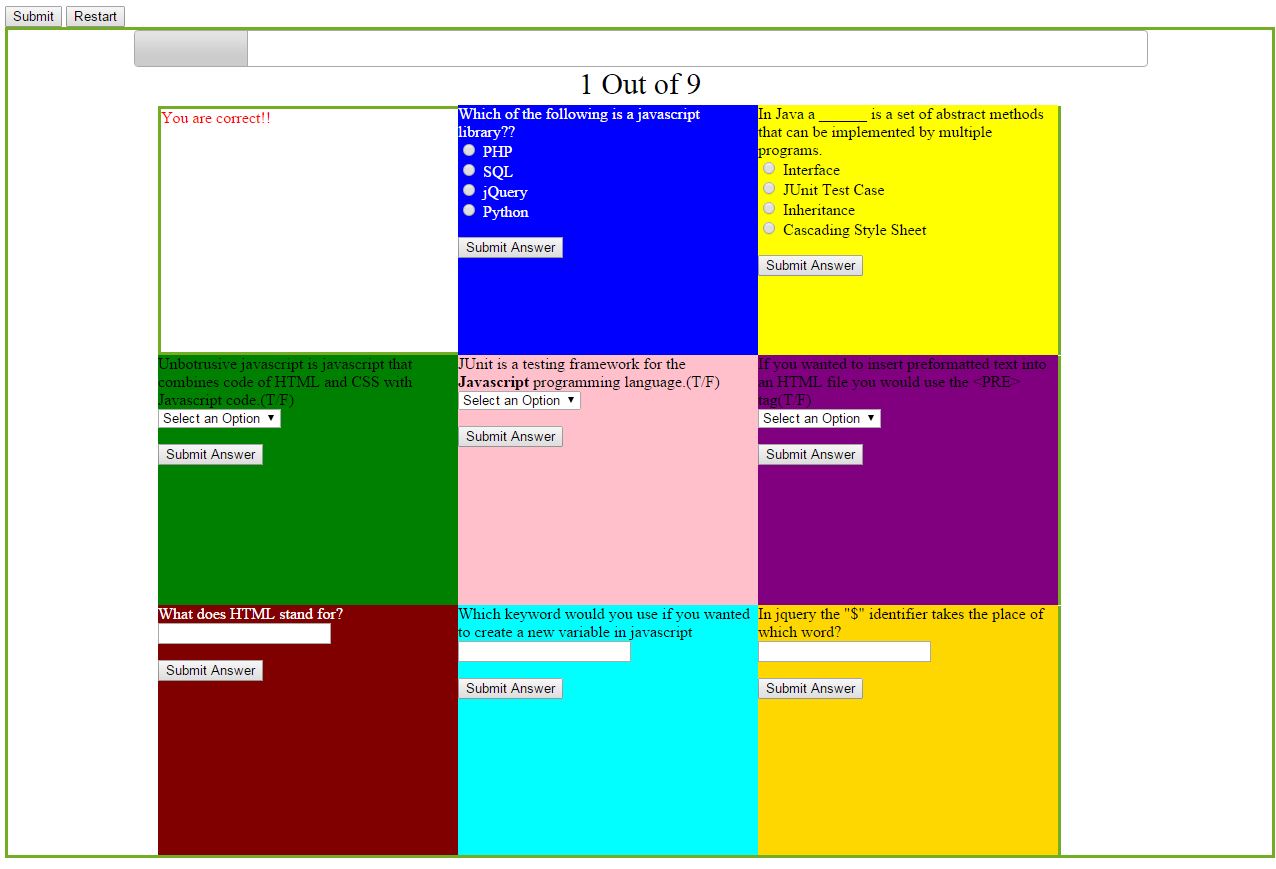 Submit Restart
1 Out of 9
You are correct!!
Which of the following is a javascript
library??
PHP
SQL
jQuery
Python
Submit Answer
In Java a ______ is a set of abstract methods
that can be implemented by multiple
programs.
Interface
JUnit Test Case
Inheritance
Cascading Style Sheet
Submit Answer
Unbotrusive javascript is javascript that
combines code of HTML and CSS with
Javascript code.(T/F)
Select an Option
Submit Answer
JUnit is a testing framework for the
Javascript programming language.(T/F)
Select an Option
Submit Answer
If you wanted to insert preformatted text into
an HTML file you would use the <PRE>
tag(T/F)
Select an Option
Submit Answer
What does HTML stand for?
Submit Answer
Which keyword would you use if you wanted
to create a new variable in javascript
Submit Answer
In jquery the "$" identifier takes the place of
which word?
Submit Answer